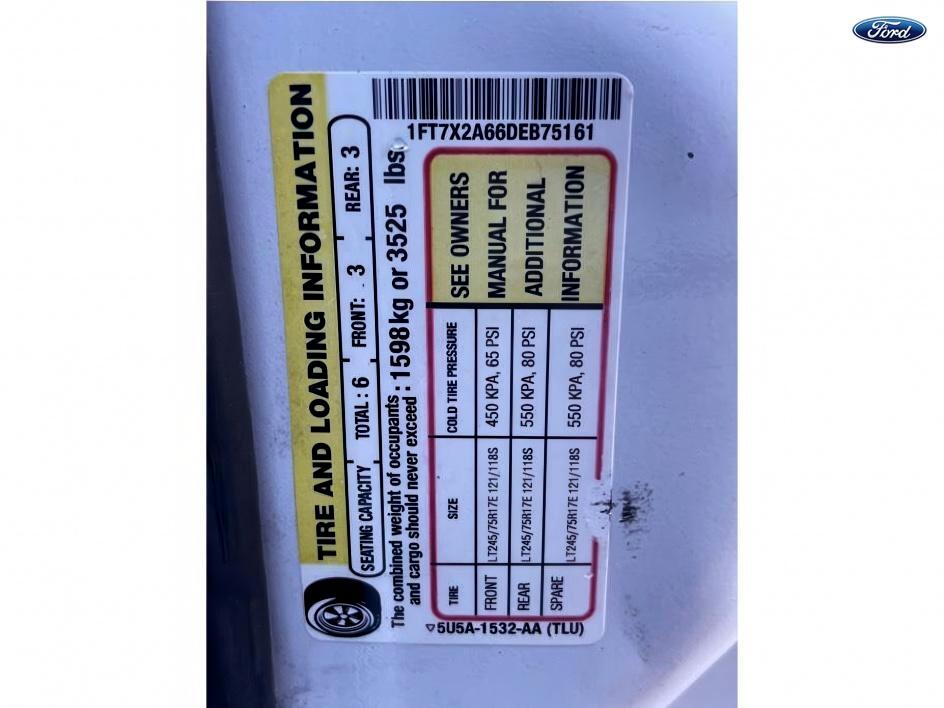 Ford
TIRE AND LOADING INFORMATION
SEATING CAPACITY TOTAL: 6 FRONT: 3 REAR: 3
The combined weight of occupants
and cargo should never exceed : 1598kg or 3525 lbs.
TIRE SIZE COLD TIRE PRESSURE SEE OWNERS
FRONT LT245/75R17E 121/118S 450 KPA, 65 PSI MANUAL FOR
REAR LT245/75R17E 121/118S 550 KPA, 80 PSI ADDITIONAL
SPARE LT245/75R17E 121/118S 550 KPA, 80 PSI INFORMATION
5U5A-1532-AA (TLU)
1FT7X2A66DEB75161